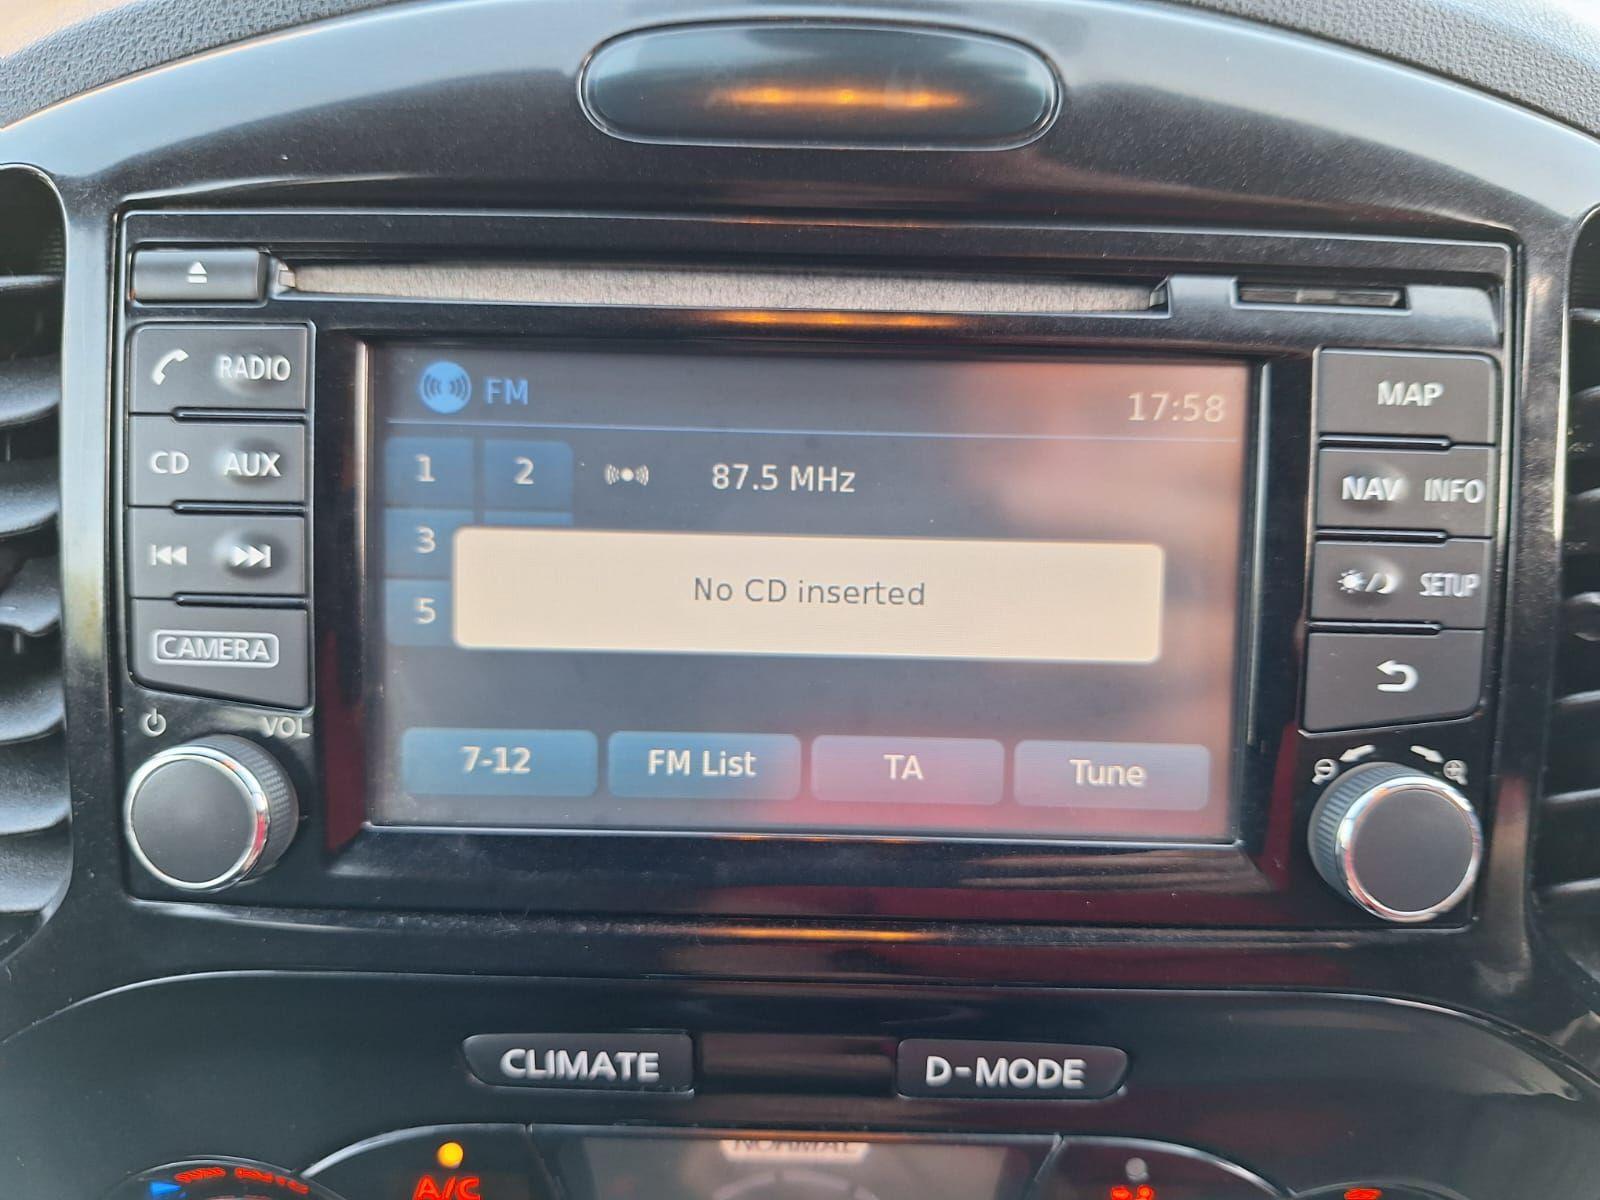 RADIO
CD AUX
CAMERA
VOL
FM
17:58
1 2 87.5 MHz
3
No CD inserted
5
7-12 FM List TA Tune
MAP
NAV INFO
SETUP
CLIMATE D-MODE
NORMAL
A/C